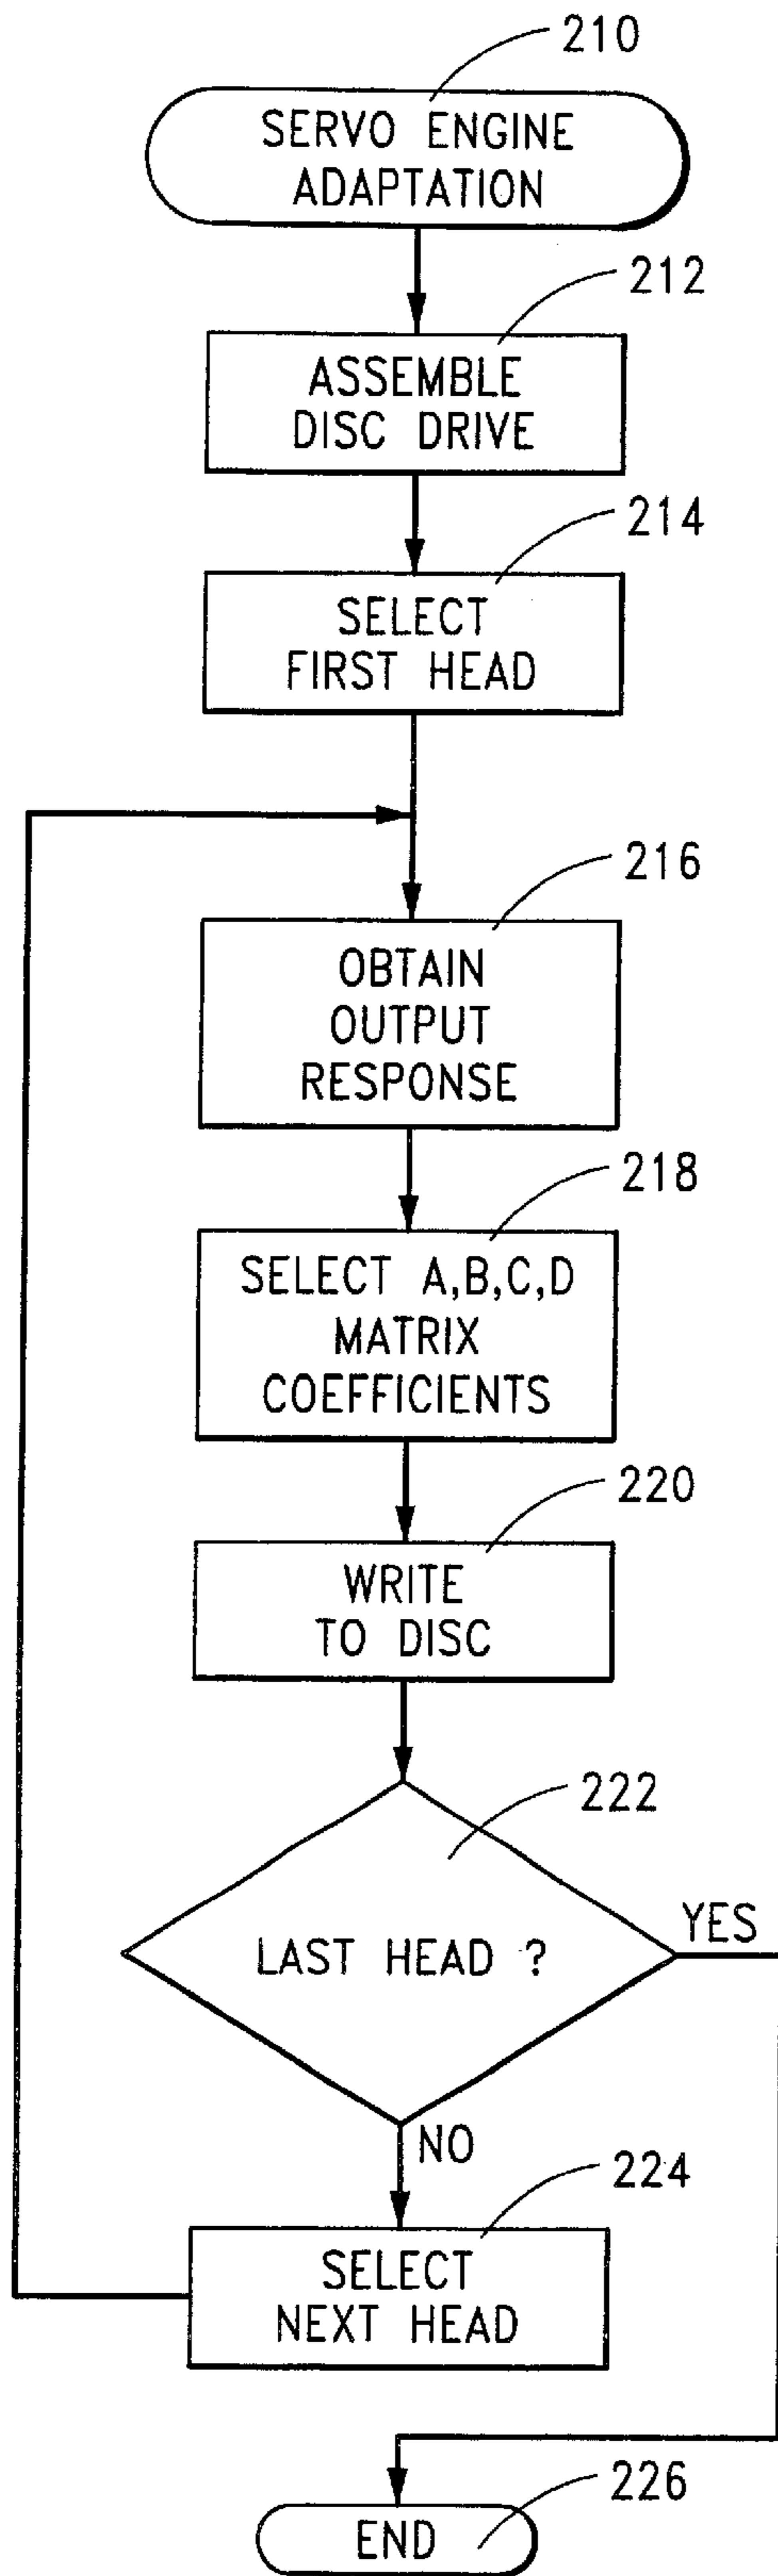 210
SERVO ENGINE
ADAPTATION
212
ASSEMBLE
DISC DRIVE
214
SELECT
FIRST HEAD
216
OBTAIN
OUTPUT
RESPONSE
218
SELECT A,B,C,D
MATRIX
COEFFICIENTS
220
WRITE
TO DISC
222
LAST HEAD ?
YES
NO
224
SELECT
NEXT HEAD
226
END